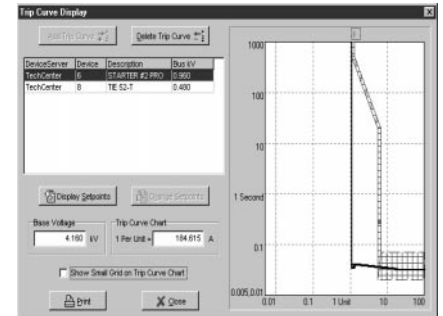 Trip Curve Display
Add Trip Curve
Delete Trip Curve
DeviceServer Device Description Bus kV
TechCenter 6 STARTER #2 PRO 0.960
TechCenter 8 TIE 52-T 0.480
Display Setpoints
Change Setpoints
Base Voltage
4.160 kV
Trip Curve Chart
1 Per Unit = 184.615 A
Show Small Grid on Trip Curve Chart
Print
Close
1000
100
10
1 Second
0.1
0.005,0.01
0.01 0.1 1 Unit 10 100